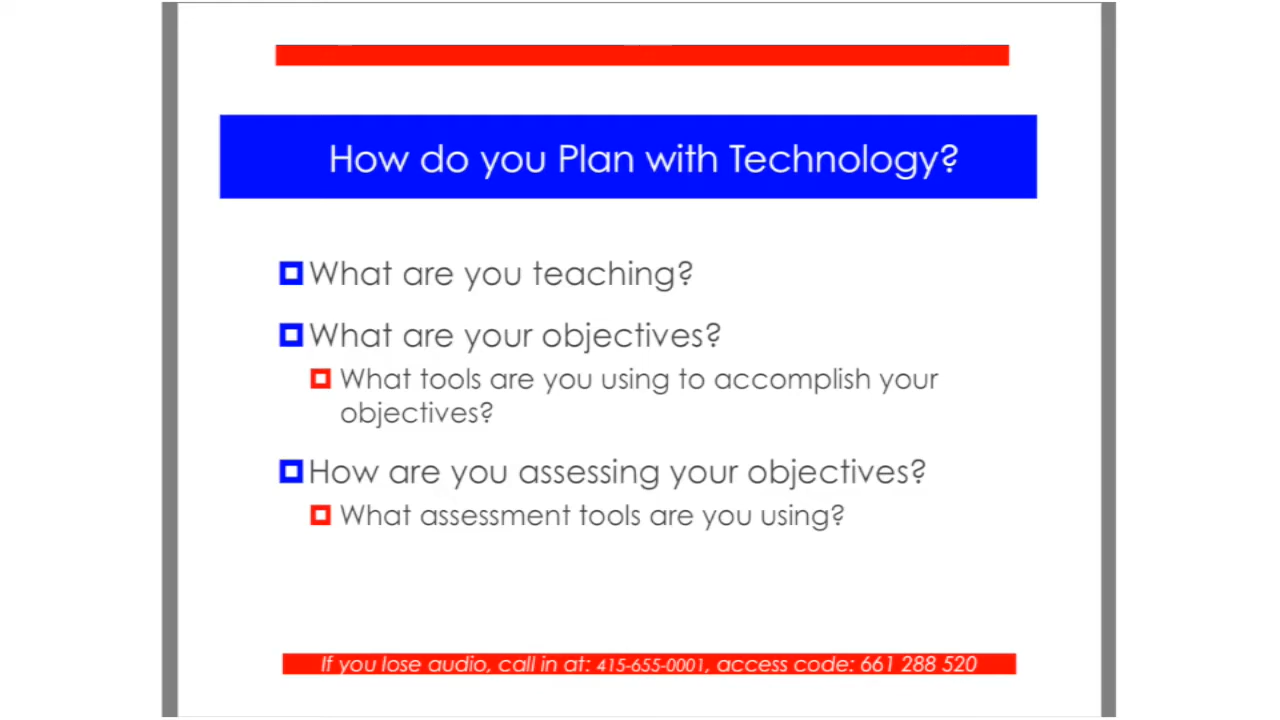 How do you Plan with Technology?
What are you teaching?
What are your objectives?
What tools are you using to accomplish your
objectives?
How are you assessing your objectives?
What assessment tools are you using?
If you lose audio, call in at: 415-655-0001, access code: 661 288 520